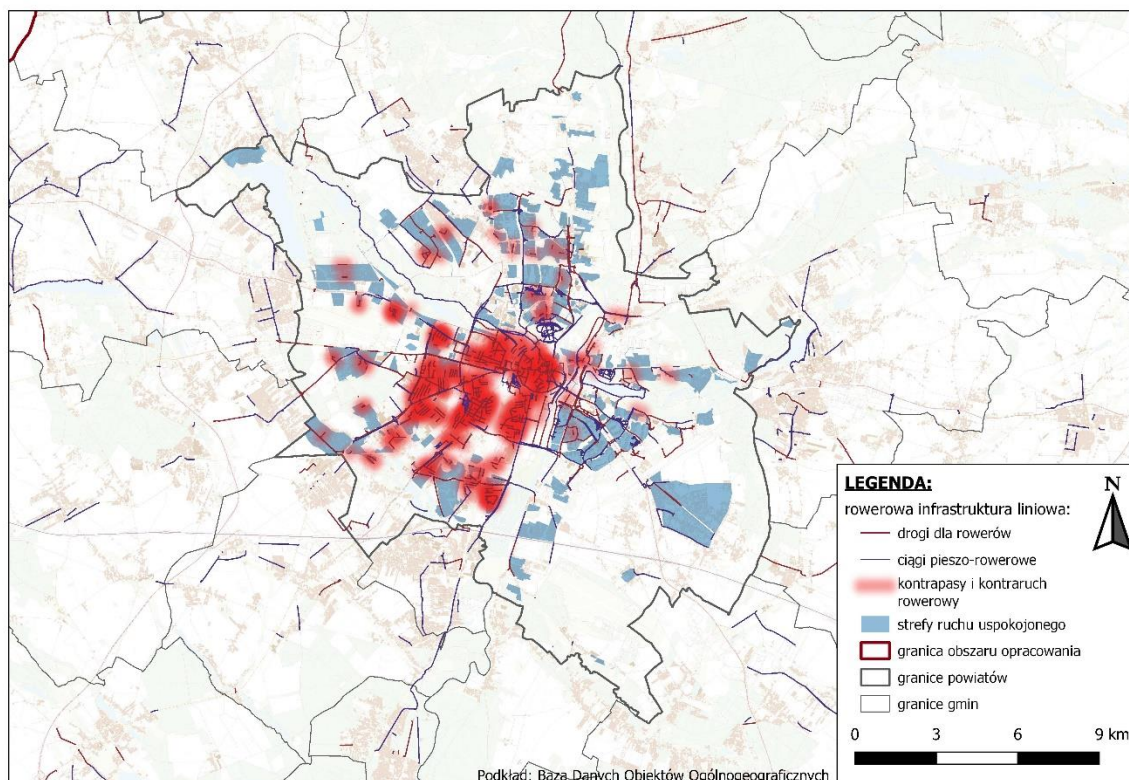 LEGENDA:
rowerowa infrastruktura liniowa:
drogi dla rowerów
ciągi pieszo-rowerowe
kontrapasy i kontraruch
rowerowy
strefy ruchu uspokojonego
granica obszaru opracowania
granice powiatów
granice gmin
N
0 3 6 9 km
Podkład: Baza Danych Obiektów Ogólnogeograficznych